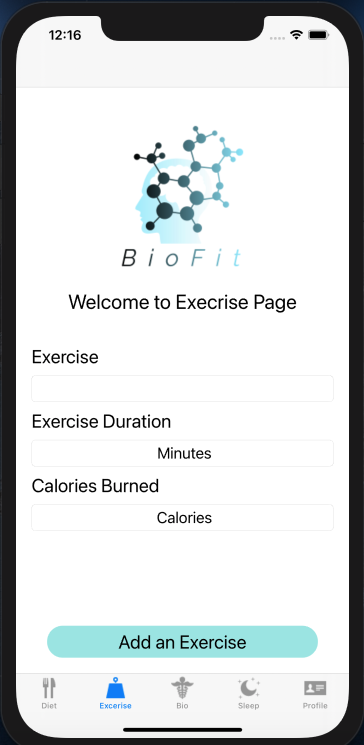 12:16
BioFit
Welcome to Execrise Page
Exercise
Exercise Duration
Minutes
Calories Burned
Calories
Add an Exercise
Diet Excerise Bio Sleep Profile